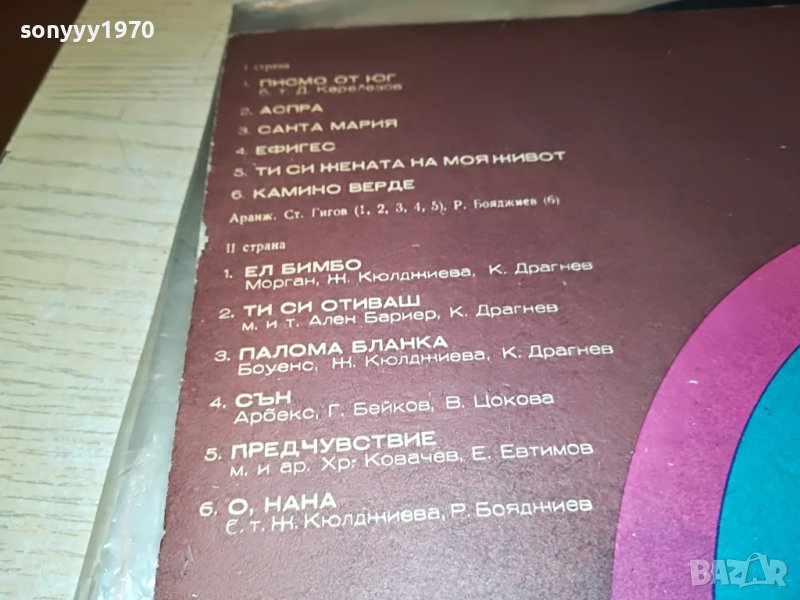 sonyyy1970
I страна
1. ПИСМО ОТ ЮГ
Б. т. Д. Керелезов
2. АСПРА
3. САНТА МАРИЯ
4. ЕФИГЕС
5. ТИ СИ ЖЕНАТА НА МОЯ ЖИВОТ
6. КАМИНО ВЕРДЕ
Аранж. Ст. Гигов (1, 2, 3, 4, 5), Р. Бояджиев (6)
II страна
1. ЕЛ БИМБО
Морган, Ж. Кюлджиева, К. Драгнев
2. ТИ СИ ОТИВАШ
м. и т. Ален Бариер, К. Драгнев
3. ПАЛОМА БЛАНКА
Боуенс, Ж. Кюлджиева, К. Драгнев
4. СЪН
Арбекс, Г. Бейков, В. Цокова
5. ПРЕДЧУВСТВИЕ
м. и ар. Хр. Ковачев, Е. Евтимов
6. О, НАНА
Б. т. Ж. Кюлджиева, Р. Бояджиев
BAZAR